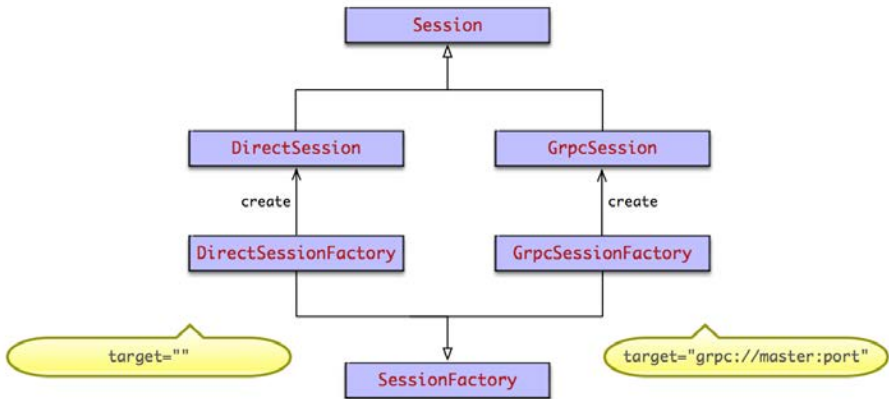 Session
DirectSession
GrpcSession
create
create
DirectSessionFactory
GrpcSessionFactory
target=""
target="grpc://master:port"
SessionFactory